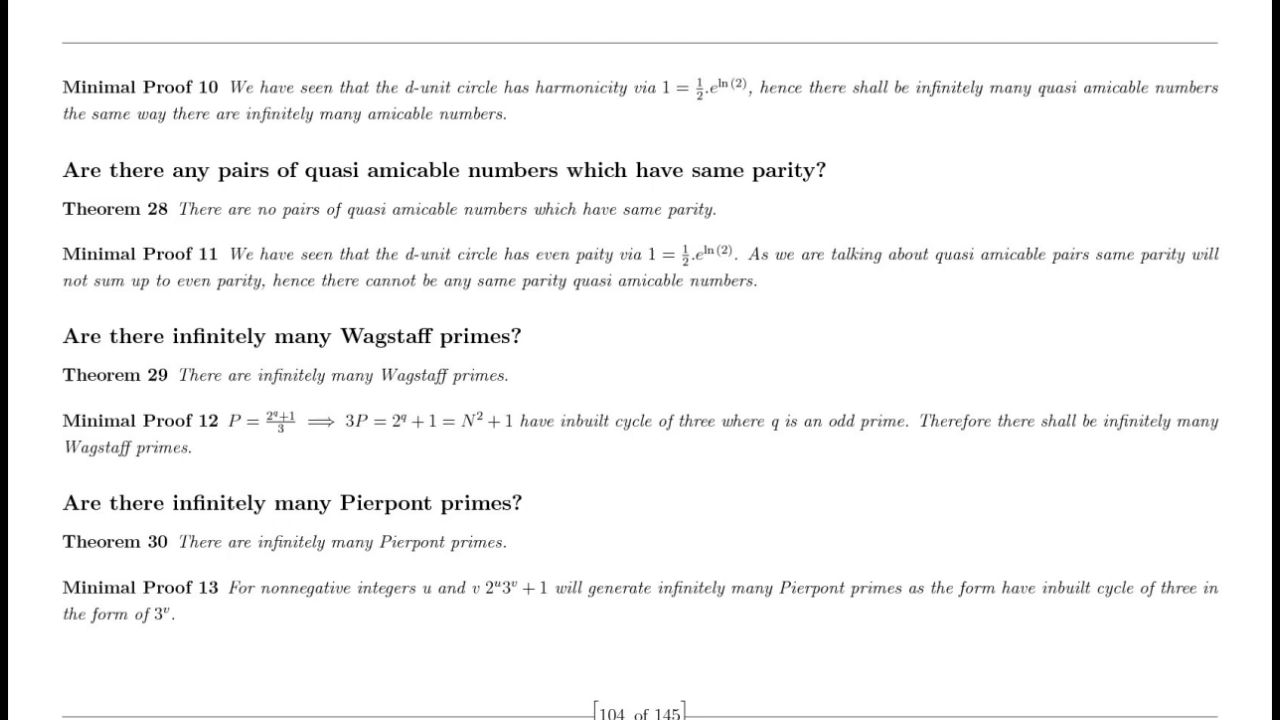 Minimal Proof 10 We have seen that the d-unit circle has harmonicity via 1 = \frac{1}{2}.e^{\ln(2)}, hence there shall be infinitely many quasi amicable numbers
the same way there are infinitely many amicable numbers.
Are there any pairs of quasi amicable numbers which have same parity?
Theorem 28 There are no pairs of quasi amicable numbers which have same parity.
Minimal Proof 11 We have seen that the d-unit circle has even paity via 1 = \frac{1}{2}.e^{\ln(2)}. As we are talking about quasi amicable pairs same parity will
not sum up to even parity, hence there cannot be any same parity quasi amicable numbers.
Are there infinitely many Wagstaff primes?
Theorem 29 There are infinitely many Wagstaff primes.
Minimal Proof 12 P = \frac{2^q+1}{3} ⟹ 3P = 2^q + 1 = N^2 + 1 have inbuilt cycle of three where q is an odd prime. Therefore there shall be infinitely many
Wagstaff primes.
Are there infinitely many Pierpont primes?
Theorem 30 There are infinitely many Pierpont primes.
Minimal Proof 13 For nonnegative integers u and v 2^u3^v + 1 will generate infinitely many Pierpont primes as the form have inbuilt cycle of three in
the form of 3^v.
[104 of 145]